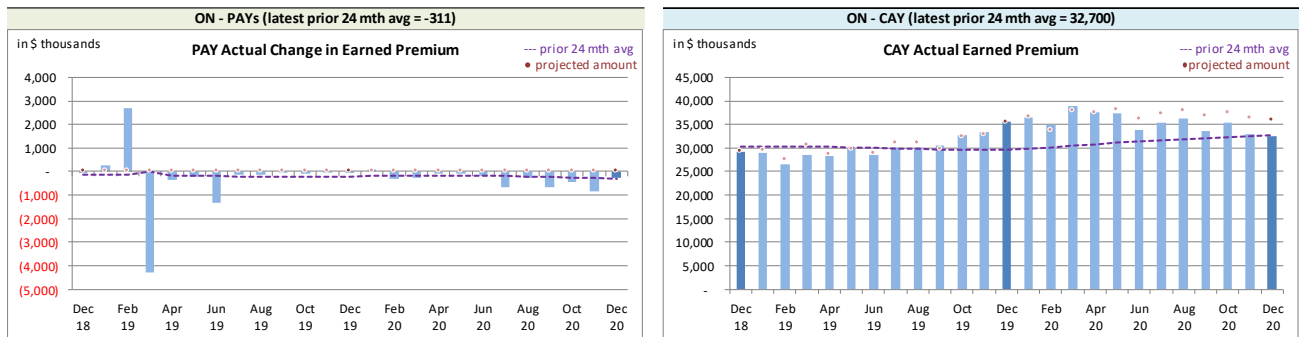 ON - PAYs (latest prior 24 mth avg = -311)
in $ thousands
PAY Actual Change in Earned Premium
--- prior 24 mth avg
• projected amount
4,000
3,000
2,000
1,000
-
(1,000)
(2,000)
(3,000)
(4,000)
(5,000)
Dec Feb Apr Jun Aug Oct Dec Feb Apr Jun Aug Oct Dec
18 19 19 19 19 19 19 20 20 20 20 20 20
ON - CAY (latest prior 24 mth avg = 32,700)
in $ thousands
CAY Actual Earned Premium
--- prior 24 mth avg
• projected amount
45,000
40,000
35,000
30,000
25,000
20,000
15,000
10,000
5,000
-
Dec Feb Apr Jun Aug Oct Dec Feb Apr Jun Aug Oct Dec
18 19 19 19 19 19 19 20 20 20 20 20 20